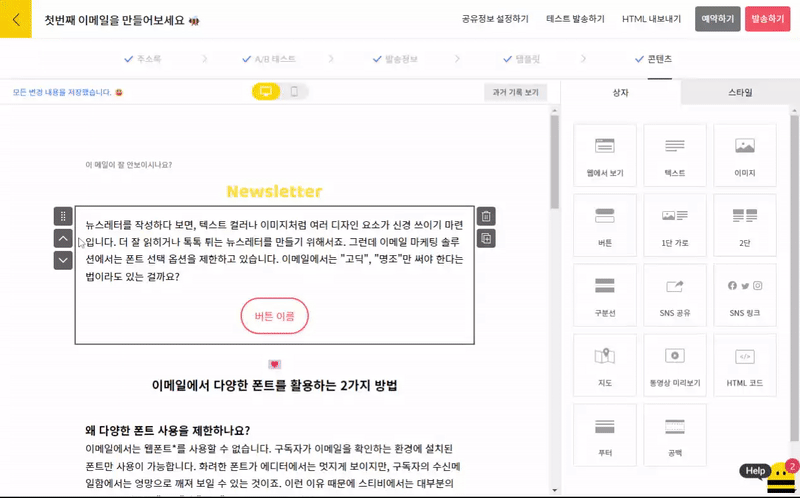 첫번째 이메일을 만들어보세요
공유정보 설정하기
테스트 발송하기
HTML 내보내기
예약하기
발송하기
주소록
A/B 테스트
발송정보
템플릿
콘텐츠
모든 변경 내용을 저장했습니다.
과거 기록 보기
상자
스타일
이 메일이 잘 안보이시나요?
Newsletter
뉴스레터를 작성하다 보면, 텍스트 컬러나 이미지처럼 여러 디자인 요소가 신경 쓰이기 마련
입니다. 더 잘 읽히거나 톡톡 튀는 뉴스레터를 만들기 위해서죠. 그런데 이메일 마케팅 솔루
션에서는 폰트 선택 옵션을 제한하고 있습니다. 이메일에서는 "고딕", "명조"만 써야 한다는
법이라도 있는 걸까요?
버튼 이름
이메일에서 다양한 폰트를 활용하는 2가지 방법
왜 다양한 폰트 사용을 제한하나요?
이메일에서는 웹폰트*를 사용할 수 없습니다. 구독자가 이메일을 확인하는 환경에 설치된
폰트만 사용이 가능합니다. 화려한 폰트가 에디터에서는 멋지게 보이지만, 구독자의 수신메
일함에서는 엉망으로 깨져 보일 수 있는 것이죠. 이런 이유 때문에 스티비에서는 대부분의
웹에서 보기
텍스트
이미지
버튼
1단 가로
2단
구분선
SNS 공유
SNS 링크
지도
동영상 미리보기
HTML 코드
푸터
공백
Help
2